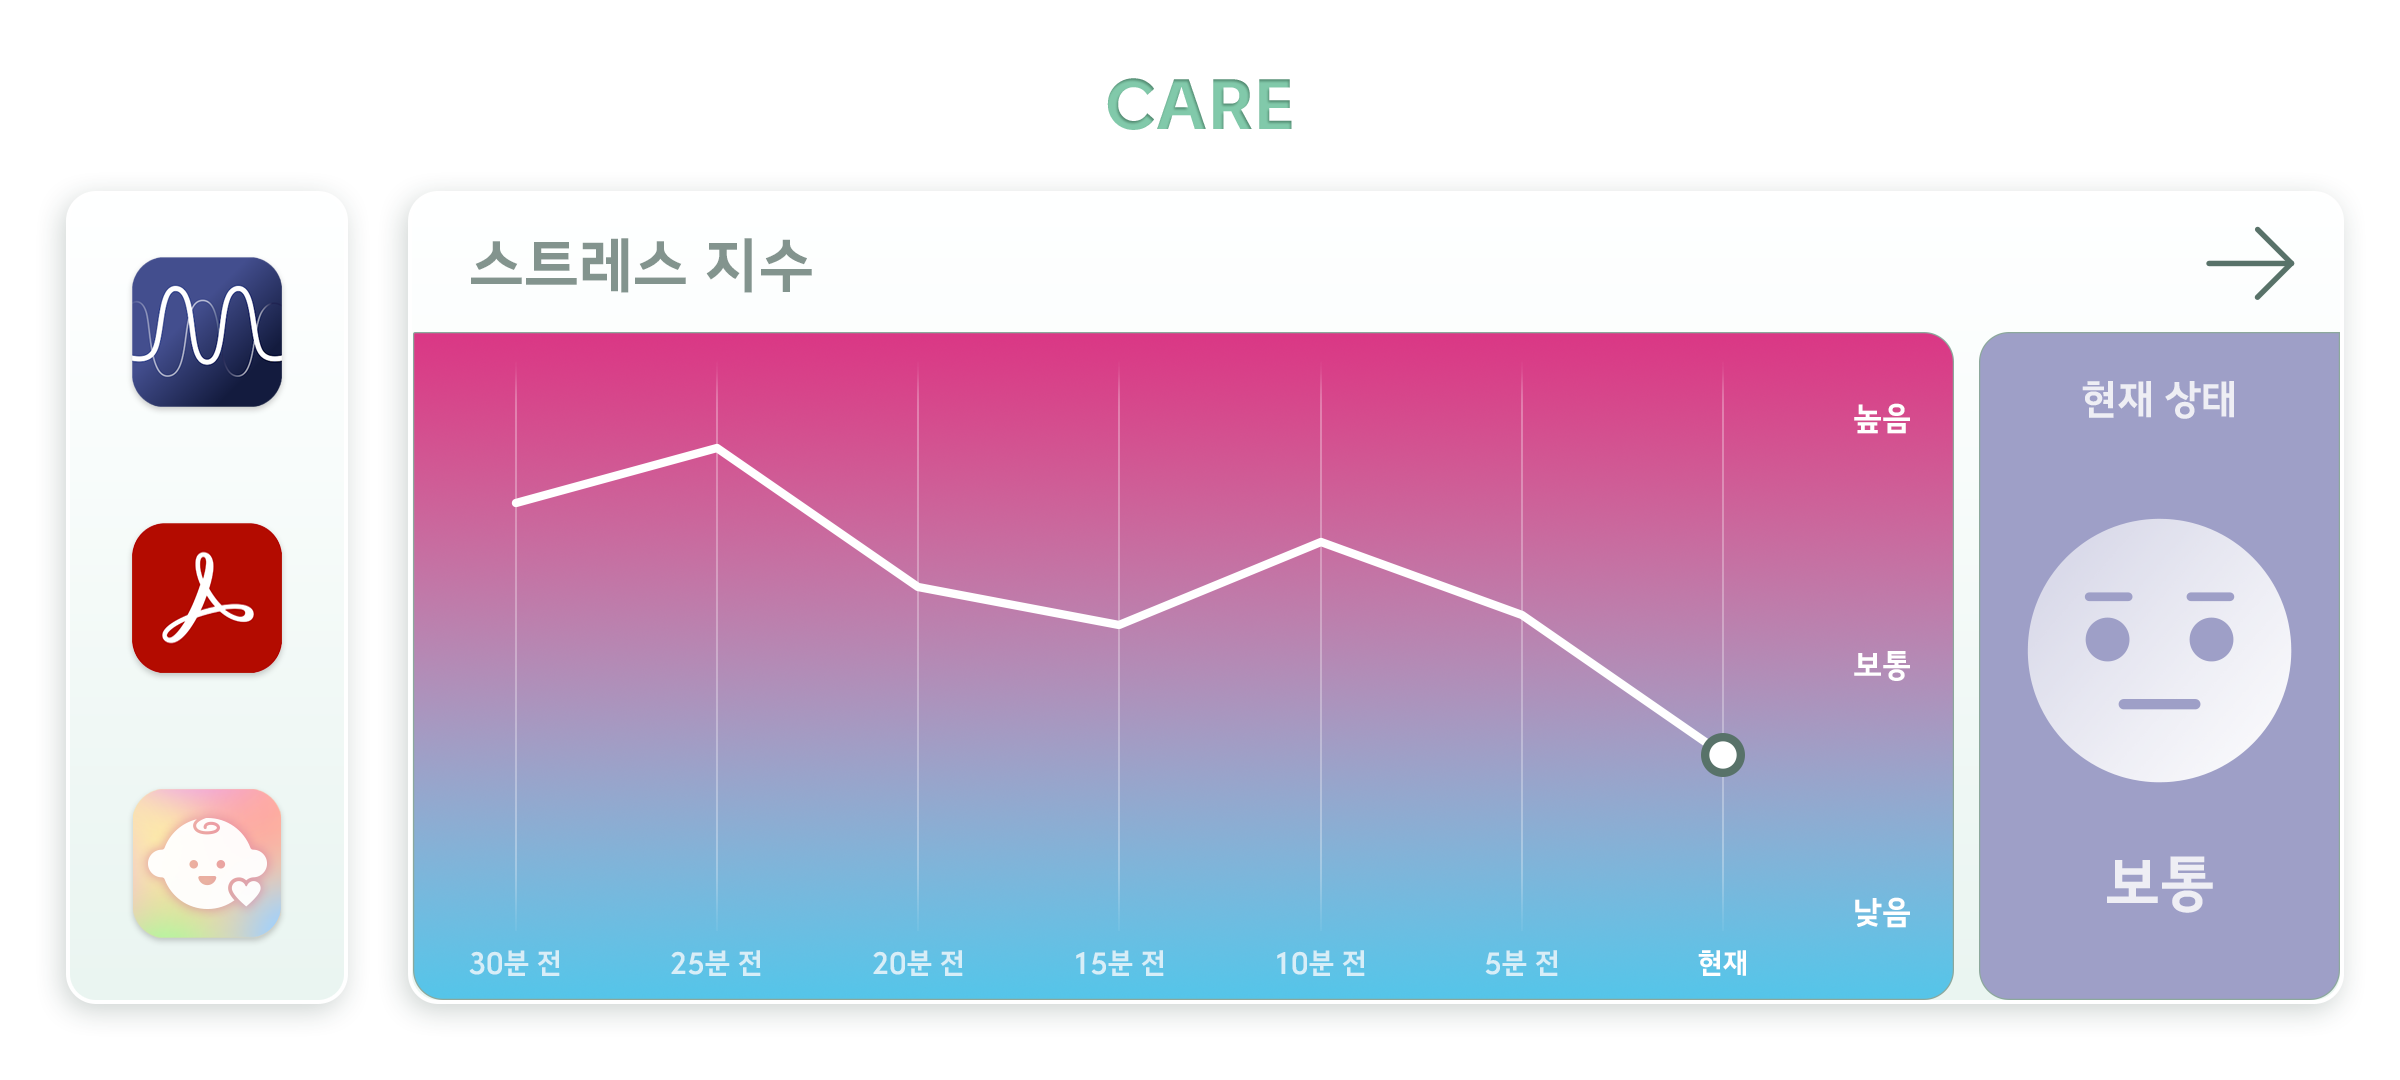 CARE
스트레스 지수
높음
보통
낮음
30분 전
25분 전
20분 전
15분 전
10분 전
5분 전
현재
현재 상태
보통